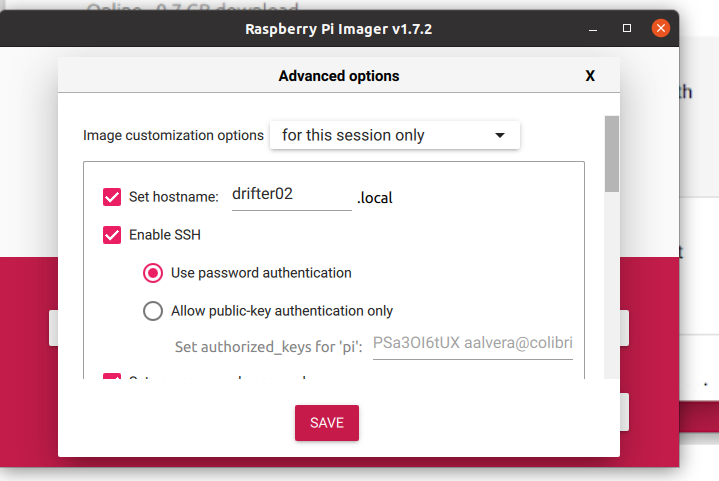 Online - 0.7 GB download
Raspberry Pi Imager v1.7.2
Advanced options X
Image customization options for this session only
Set hostname: drifter02 .local
Enable SSH
Use password authentication
Allow public-key authentication only
Set authorized_keys for 'pi': PSa3OI6tUX aalvera@colibri
SAVE
th
t